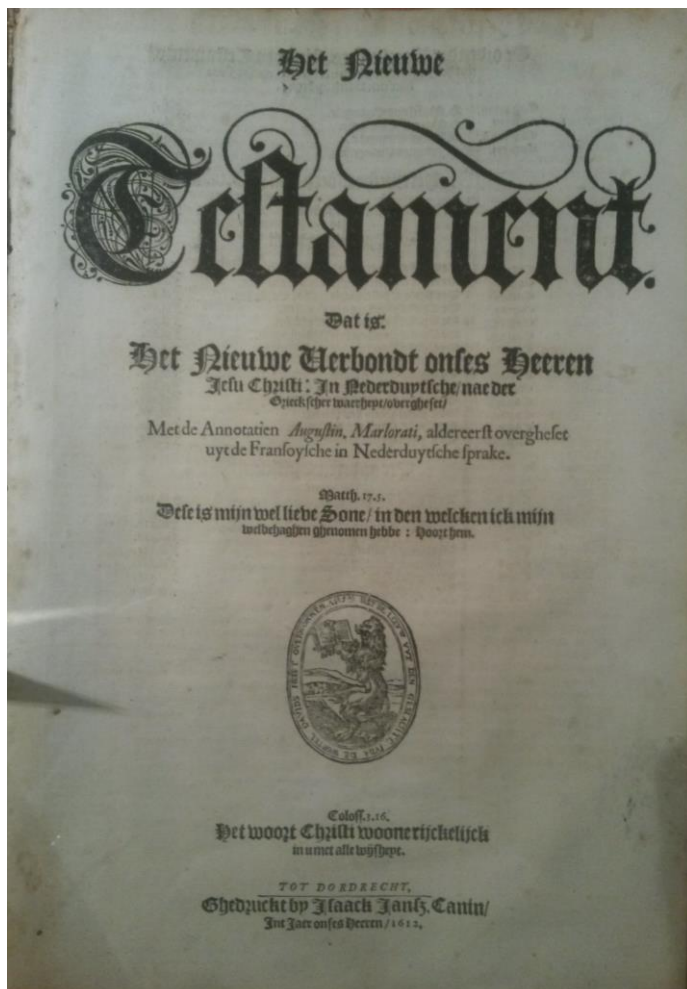 Het Nieuwe
Testament.
Dat is:
Het Nieuwe Verbondt onses Heeren
Jesu Christi: In Nederduytsche/nae der
Grieckscher waerheyt/overgheset/
Met de Annotatien Augustin. Marlorati, aldereerst overgheset
uyt de Fransoysche in Nederduytsche sprake.
Matth. 17.5.
Dese is mijn wel lieve Sone/ in den welcken ick mijn
welbehaghen ghenomen hebbe: Hoort hem.
Coloss. 3.16.
Het woort Christi woone rijckelijck
in u met alle wijsheyt.
TOT DORDRECHT,
Ghedruckt by Isaack Jansz. Canin/
Int Jaer onses Heeren/1612.